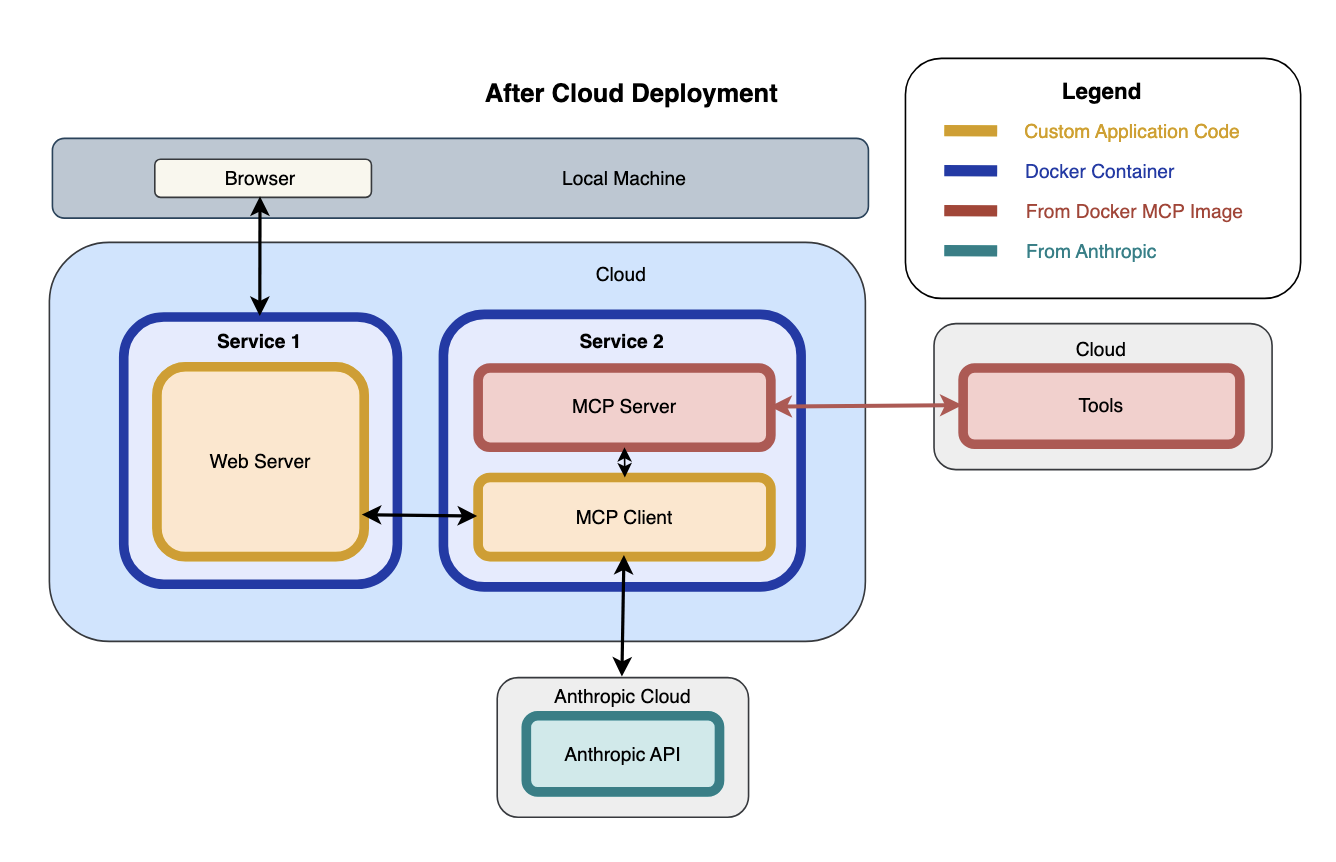 After Cloud Deployment
Legend
Custom Application Code
Docker Container
From Docker MCP Image
From Anthropic
Browser
Local Machine
Cloud
Service 1
Web Server
Service 2
MCP Server
MCP Client
Cloud
Tools
Anthropic Cloud
Anthropic API